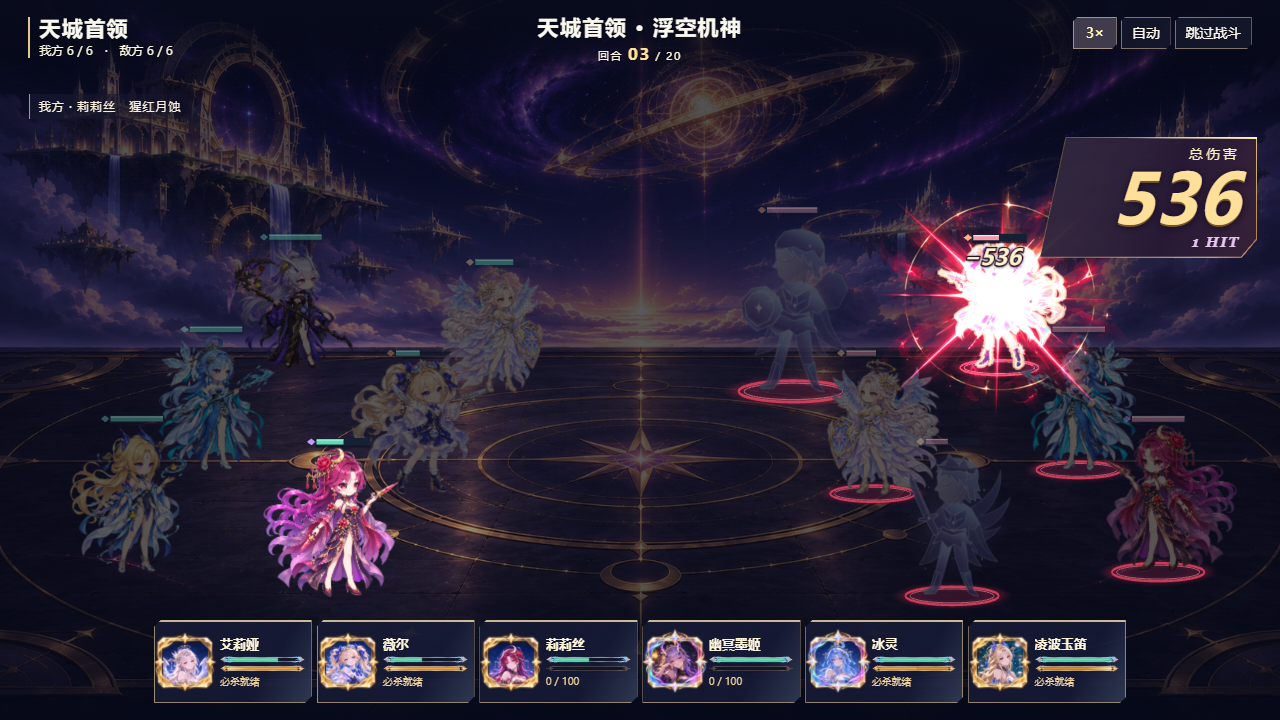 天城首领
我方 6 / 6 · 敌方 6 / 6
天城首领 · 浮空机神
回合 03 / 20
3×
自动
跳过战斗
我方 · 莉莉丝 猩红月蚀
总伤害
536
1 HIT
−536
艾莉娅
必杀就绪
薇尔
必杀就绪
莉莉丝
0 / 100
幽冥墨姬
0 / 100
冰灵
必杀就绪
凌波玉笛
必杀就绪